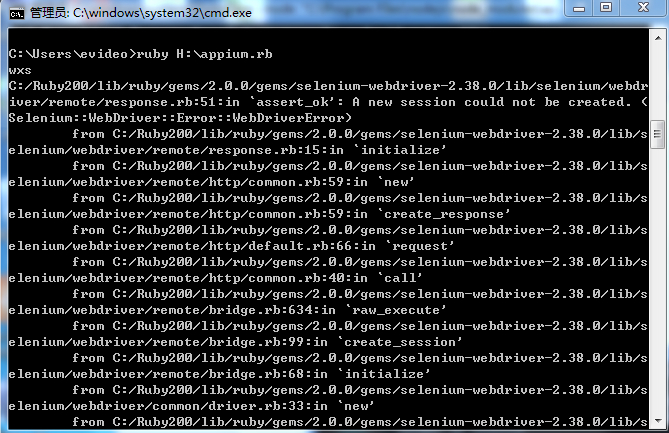 管理员: C:\windows\system32\cmd.exe
C:\Users\evideo>ruby H:\appium.rb
wxs
C:/Ruby200/lib/ruby/gems/2.0.0/gems/selenium-webdriver-2.38.0/lib/selenium/webdr
iver/remote/response.rb:51:in `assert_ok': A new session could not be created. (
Selenium::WebDriver::Error::WebDriverError)
from C:/Ruby200/lib/ruby/gems/2.0.0/gems/selenium-webdriver-2.38.0/lib/s
elenium/webdriver/remote/response.rb:15:in `initialize'
from C:/Ruby200/lib/ruby/gems/2.0.0/gems/selenium-webdriver-2.38.0/lib/s
elenium/webdriver/remote/http/common.rb:59:in `new'
from C:/Ruby200/lib/ruby/gems/2.0.0/gems/selenium-webdriver-2.38.0/lib/s
elenium/webdriver/remote/http/common.rb:59:in `create_response'
from C:/Ruby200/lib/ruby/gems/2.0.0/gems/selenium-webdriver-2.38.0/lib/s
elenium/webdriver/remote/http/default.rb:66:in `request'
from C:/Ruby200/lib/ruby/gems/2.0.0/gems/selenium-webdriver-2.38.0/lib/s
elenium/webdriver/remote/http/common.rb:40:in `call'
from C:/Ruby200/lib/ruby/gems/2.0.0/gems/selenium-webdriver-2.38.0/lib/s
elenium/webdriver/remote/bridge.rb:634:in `raw_execute'
from C:/Ruby200/lib/ruby/gems/2.0.0/gems/selenium-webdriver-2.38.0/lib/s
elenium/webdriver/remote/bridge.rb:99:in `create_session'
from C:/Ruby200/lib/ruby/gems/2.0.0/gems/selenium-webdriver-2.38.0/lib/s
elenium/webdriver/remote/bridge.rb:68:in `initialize'
from C:/Ruby200/lib/ruby/gems/2.0.0/gems/selenium-webdriver-2.38.0/lib/s
elenium/webdriver/common/driver.rb:33:in `new'
from C:/Ruby200/lib/ruby/gems/2.0.0/gems/selenium-webdriver-2.38.0/lib/s